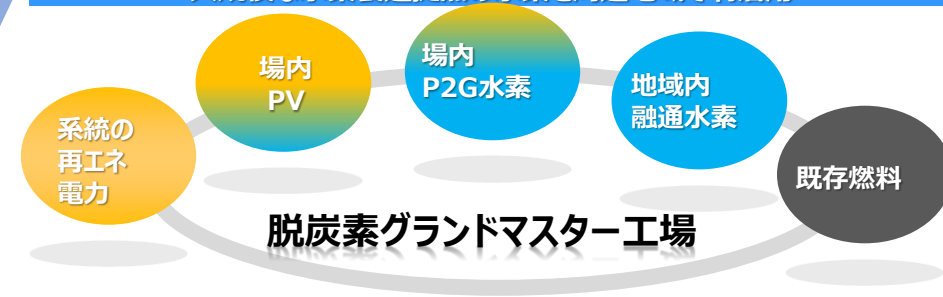 系統の
再エネ
電力
場内
PV
場内
P2G水素
地域内
融通水素
既存燃料
脱炭素グランドマスター工場